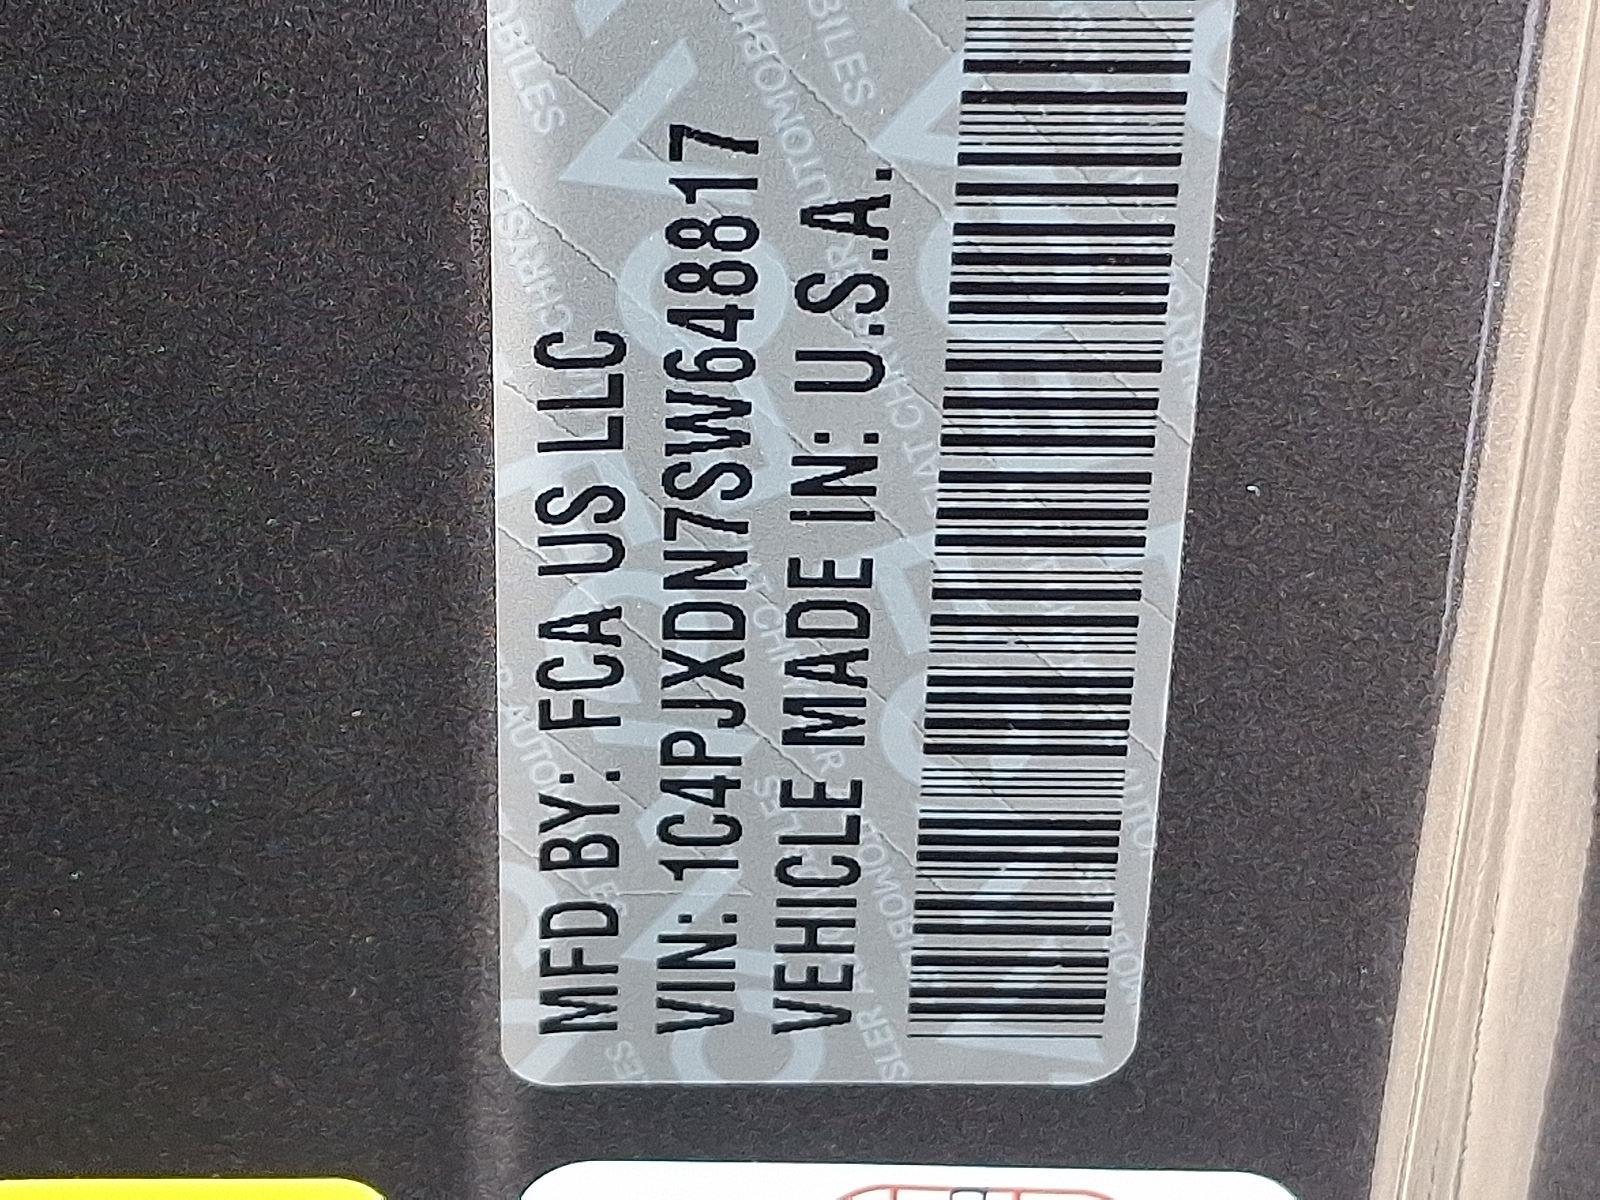 MFD BY: FCA US LLC
VIN: 1C4PJXDN7SW648817
VEHICLE MADE IN: U.S.A.